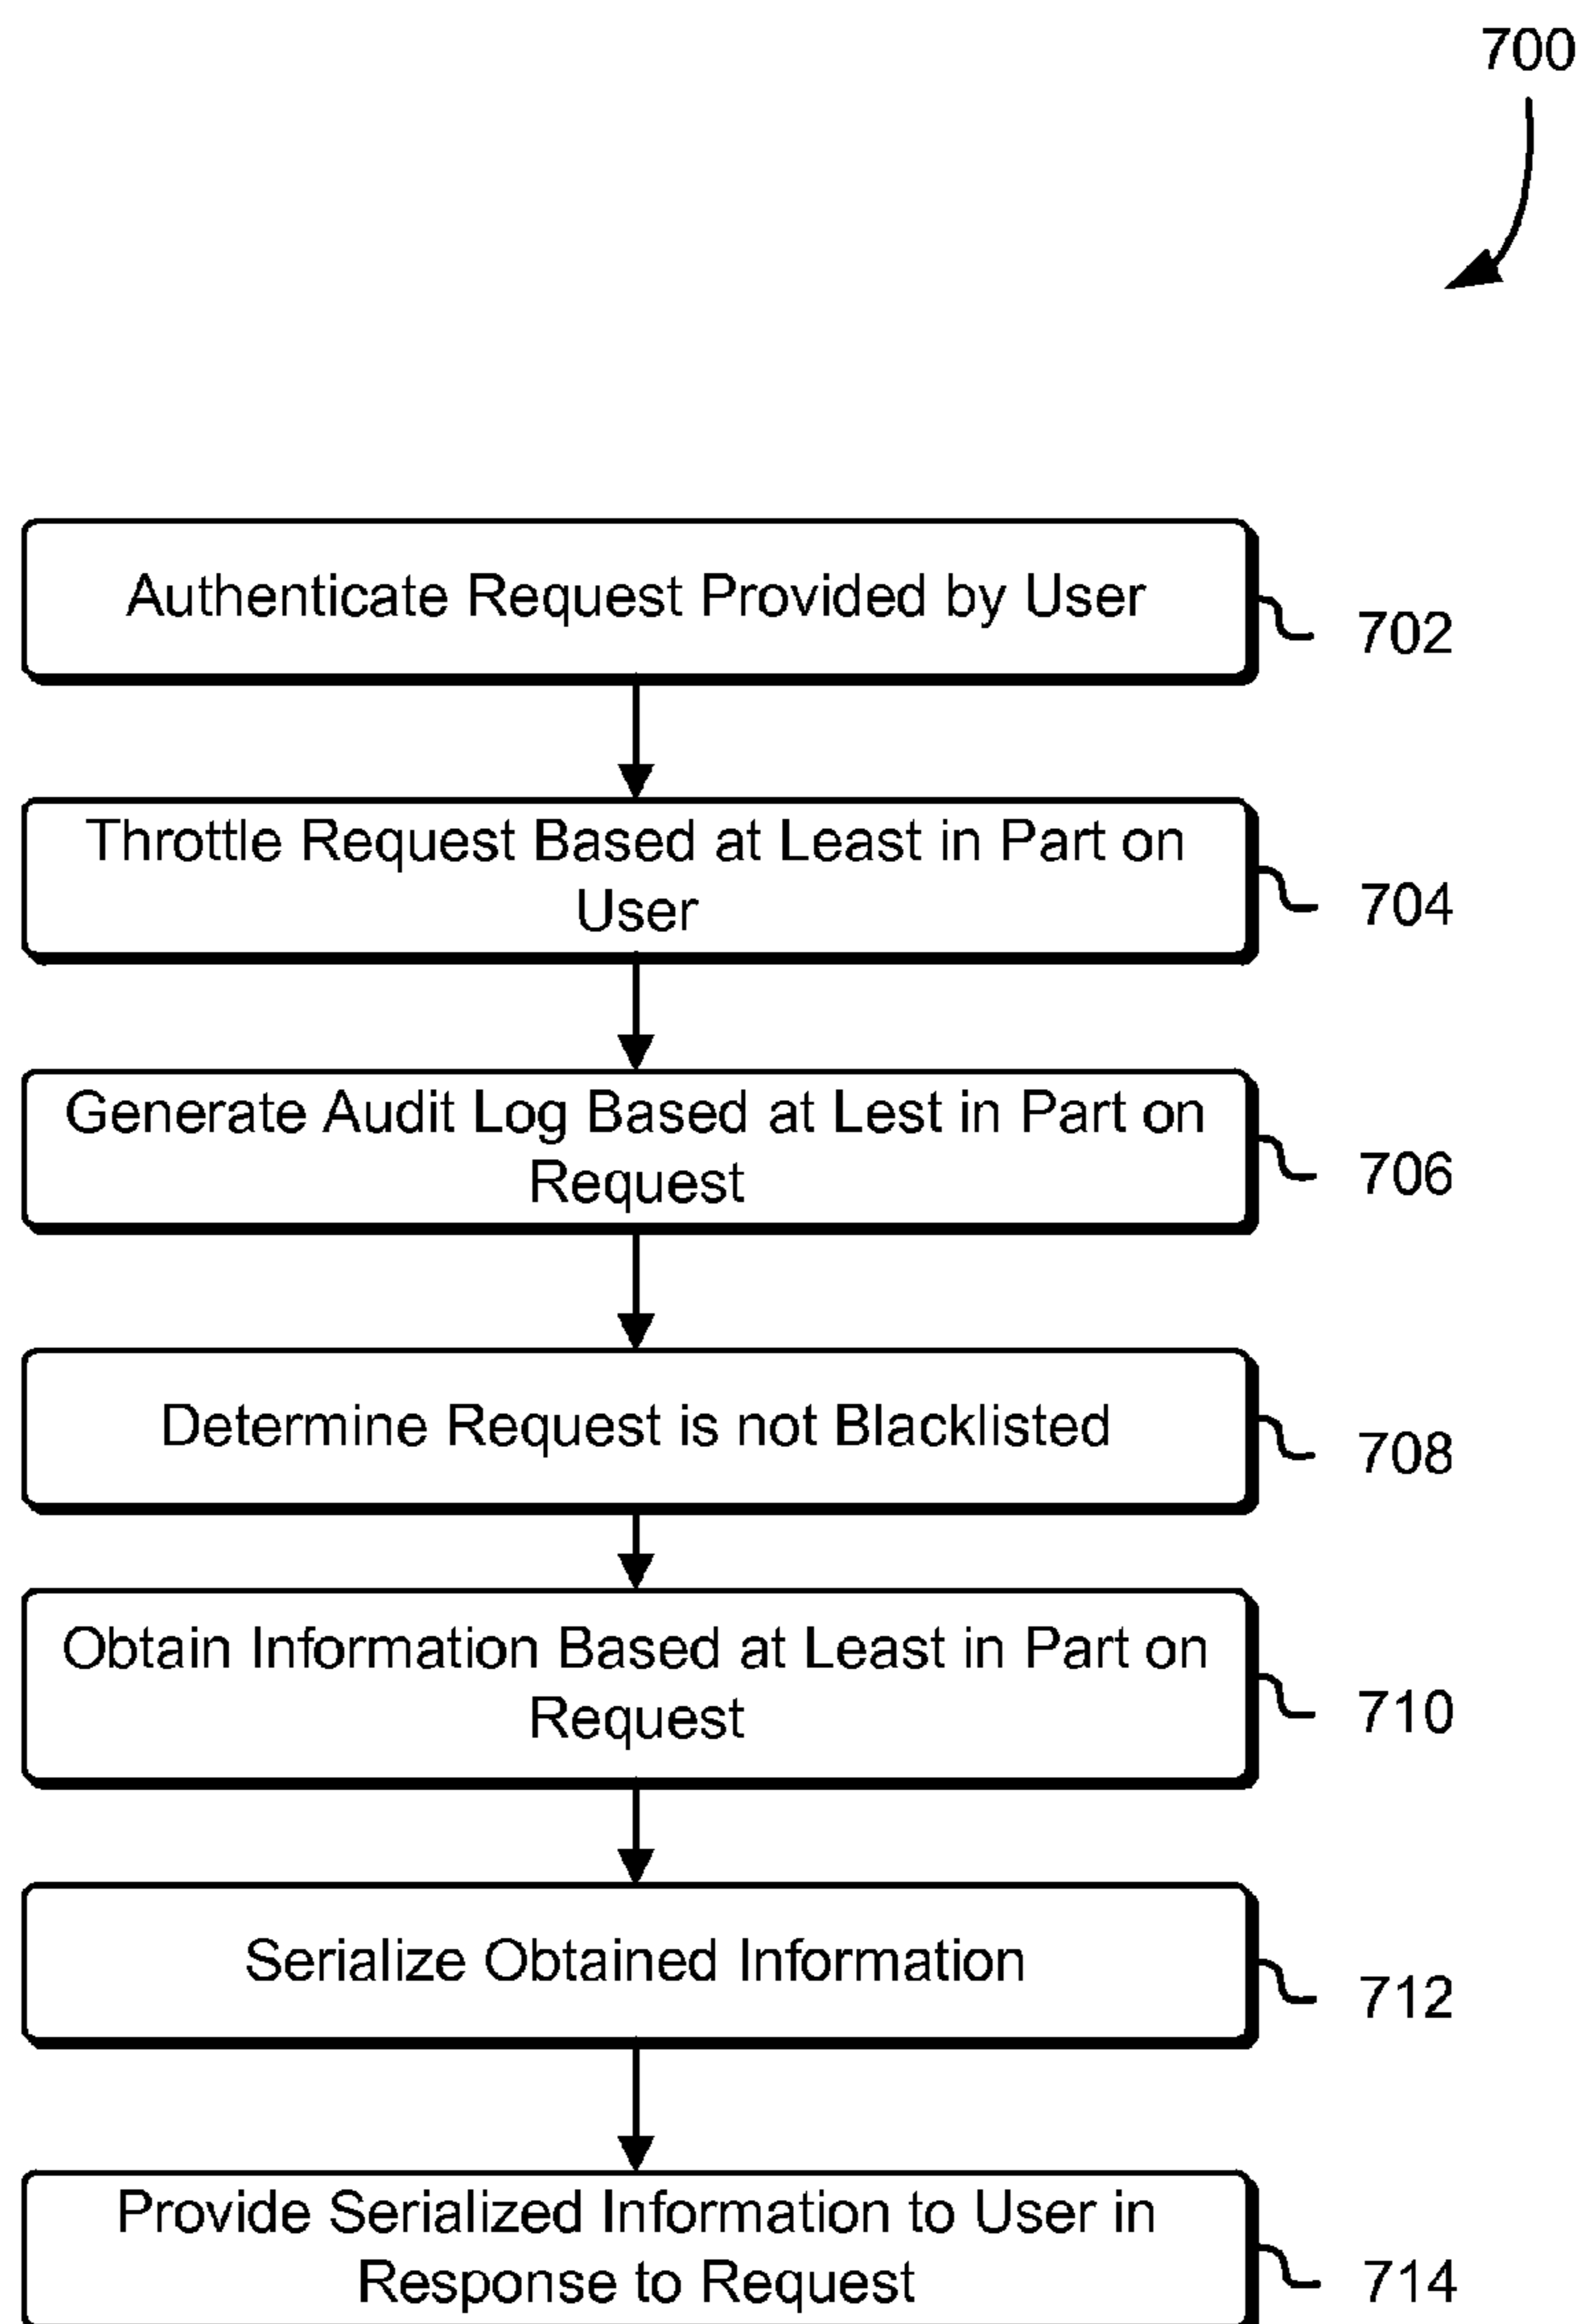 700
Authenticate Request Provided by User
702
Throttle Request Based at Least in Part on
User
704
Generate Audit Log Based at Lest in Part on
Request
706
Determine Request is not Blacklisted
708
Obtain Information Based at Least in Part on
Request
710
Serialize Obtained Information
712
Provide Serialized Information to User in
Response to Request
714